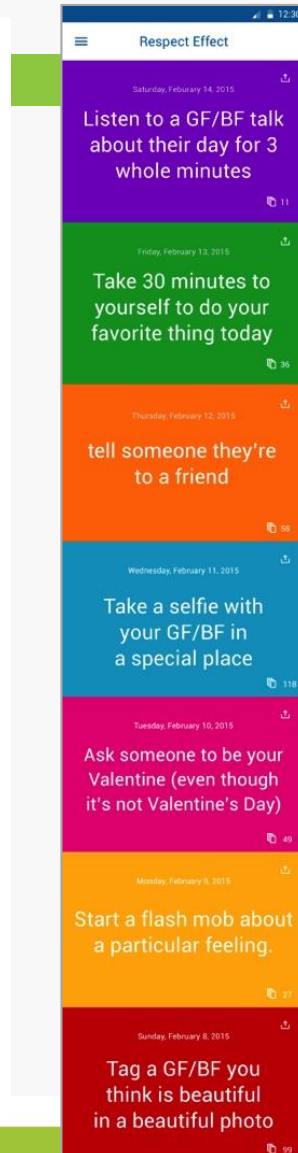 12:30
Respect Effect
Saturday, Feburary 14, 2015
Listen to a GF/BF talk
about their day for 3
whole minutes
11
Friday, February 13, 2015
Take 30 minutes to
yourself to do your
favorite thing today
36
Thursday, February 12, 2015
tell someone they're
to a friend
58
Wednesday, February 11, 2015
Take a selfie with
your GF/BF in
a special place
118
Tuesday, February 10, 2015
Ask someone to be your
Valentine (even though
it's not Valentine's Day)
49
Monday, February 9, 2015
Start a flash mob about
a particular feeling.
27
Sunday, February 8, 2015
Tag a GF/BF you
think is beautiful
in a beautiful photo
99